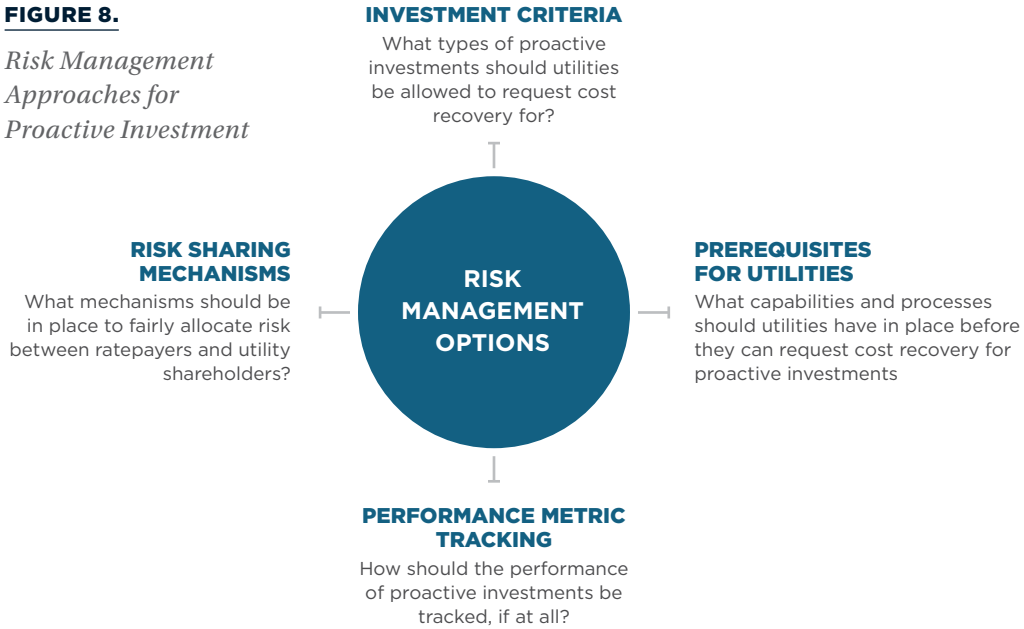 FIGURE 8.
Risk Management
Approaches for
Proactive Investment
INVESTMENT CRITERIA
What types of proactive
investments should utilities
be allowed to request cost
recovery for?
RISK SHARING
MECHANISMS
What mechanisms should be
in place to fairly allocate risk
between ratepayers and utility
shareholders?
RISK
MANAGEMENT
OPTIONS
PREREQUISITES
FOR UTILITIES
What capabilities and processes
should utilities have in place before
they can request cost recovery for
proactive investments
PERFORMANCE METRIC
TRACKING
How should the performance
of proactive investments be
tracked, if at all?